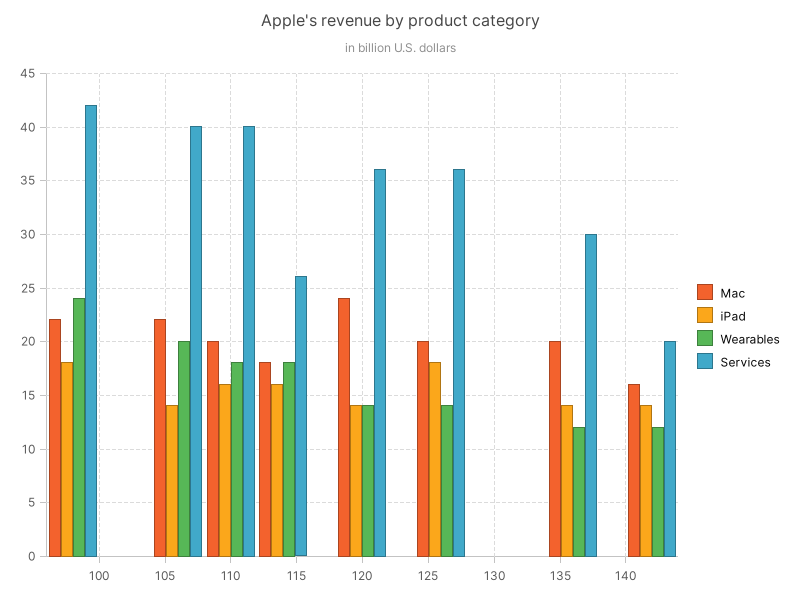 Apple's revenue by product category
in billion U.S. dollars
45
40
35
30
25
20
15
10
5
0
100 105 110 115 120 125 130 135 140
Mac
iPad
Wearables
Services